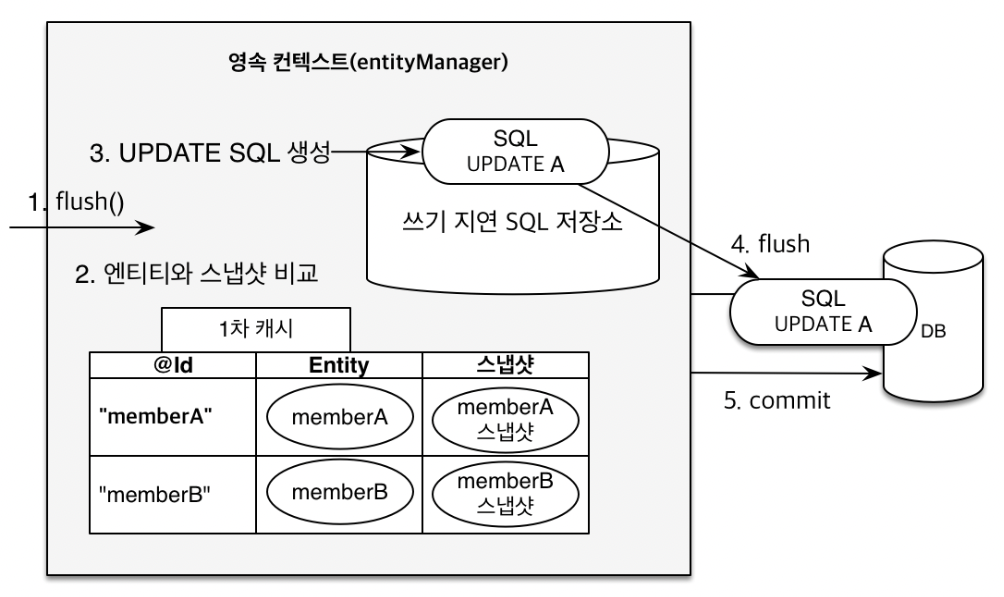 영속 컨텍스트(entityManager)
SQL
UPDATE A
3. UPDATE SQL 생성
1. flush()
쓰기 지연 SQL 저장소
4. flush
2. 엔티티와 스냅샷 비교
SQL
UPDATE A
DB
1차 캐시
@Id Entity 스냅샷
5. commit
"memberA" memberA memberA
스냅샷
"memberB" memberB memberB
스냅샷